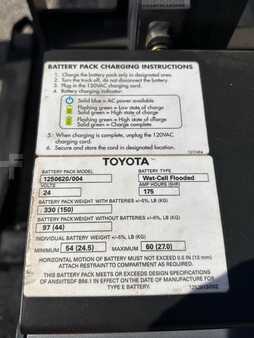 BATTERY PACK CHARGING INSTRUCTIONS
1. Charge the battery pack only in designated areas.
2. Turn the truck off, do not disconnect the battery.
3. Plug in the 120VAC charging cord.
4. Battery charging indicator:
Solid blue = AC power available
Flashing yellow = Low state of charge
Solid yellow = High state of charge
Flashing green = High state of charge
Solid green = Charge complete
5. When charging is complete, unplug the 120VAC
charging cord.
6. Secure and store the cord in designated location.
TOYOTA
BATTERY PACK MODEL
BATTERY TYPE
1250620/004
Wet-Cell Flooded
VOLTS
AMP HOURS (6HR)
24
175
BATTERY PACK WEIGHT WITH BATTERIES +/-5%, LB (KG)
330 (150)
BATTERY PACK WEIGHT WITHOUT BATTERIES +/-5%, LB (KG)
97 (44)
INDIVIDUAL BATTERY WEIGHT +/-5%, LB (KG)
MINIMUM 54 (24.5) MAXIMUM 60 (27.0)
HORIZONTAL MOTION OF BATTERY MUST NOT EXCEED 0.5 IN (13 mm)
ATTACH RESTRAINT TO COMPARTMENT AS REQUIRED.
THIS BATTERY PACK MEETS OR EXCEEDS DESIGN SPECIFICATIONS
OF ANSI/ITSDF B56.1 IN EFFECT ON DATE OF MANUFACTURE FOR
TYPE E BATTERY.